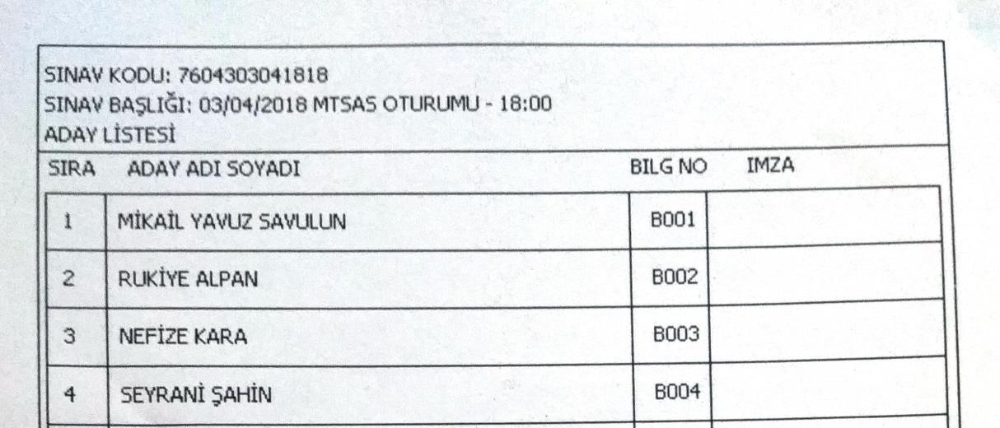 SINAV KODU: 7604303041818
SINAV BAŞLIĞI: 03/04/2018 MTSAS OTURUMU - 18:00
ADAY LİSTESİ
SIRA ADAY ADI SOYADI BILG NO IMZA
1 MİKAİL YAVUZ SAVULUN B001
2 RUKİYE ALPAN B002
3 NEFİZE KARA B003
4 SEYRANİ ŞAHİN B004